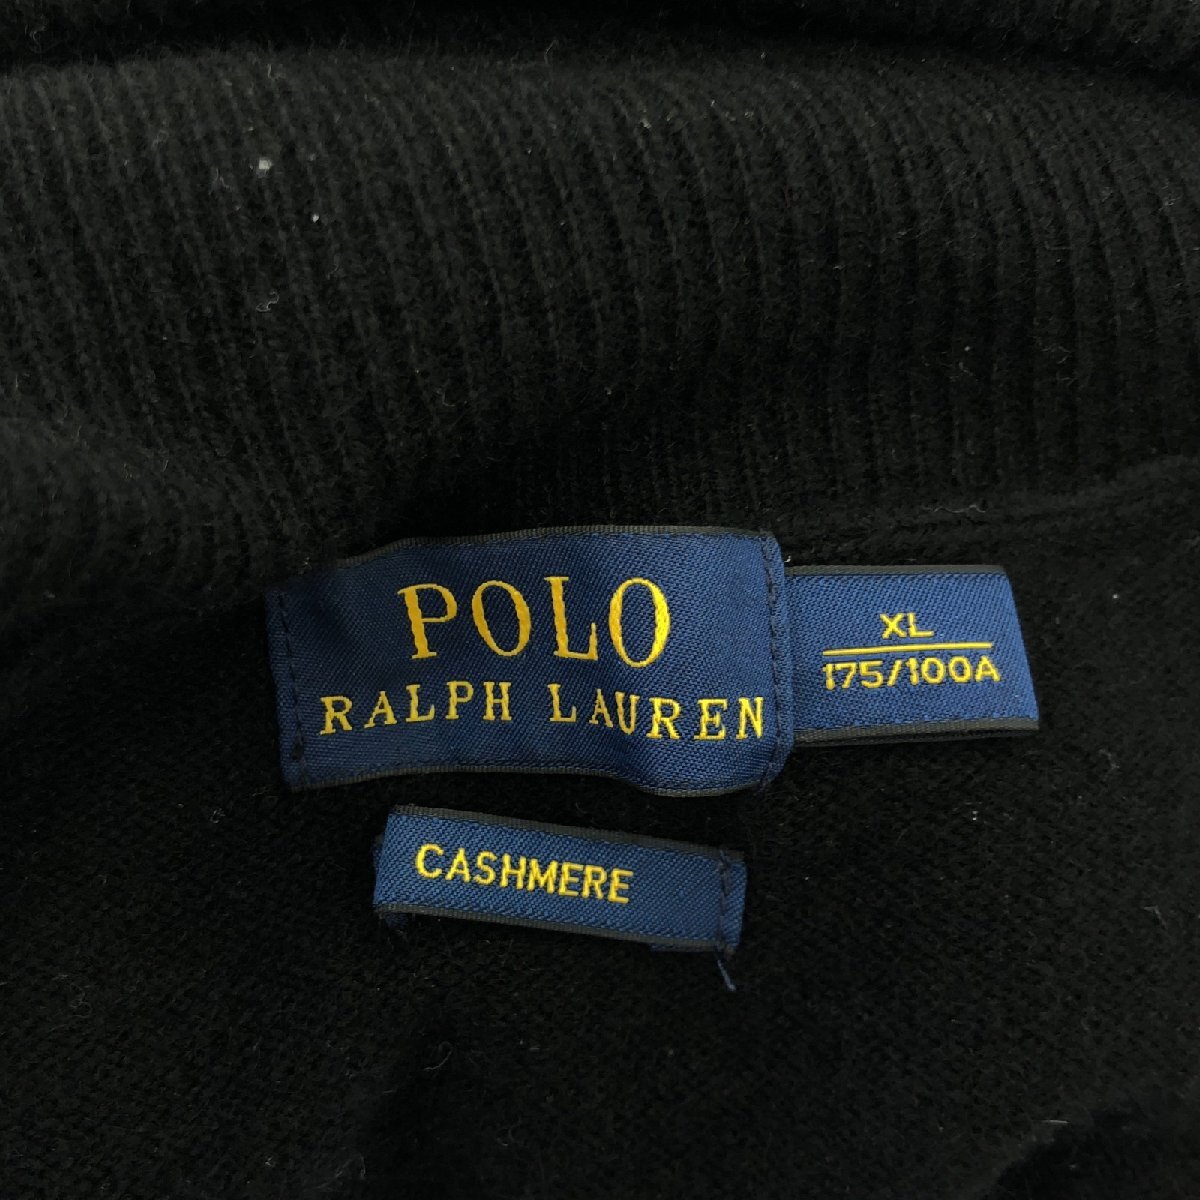 POLO
RALPH LAUREN
XL
175/100A
CASHMERE